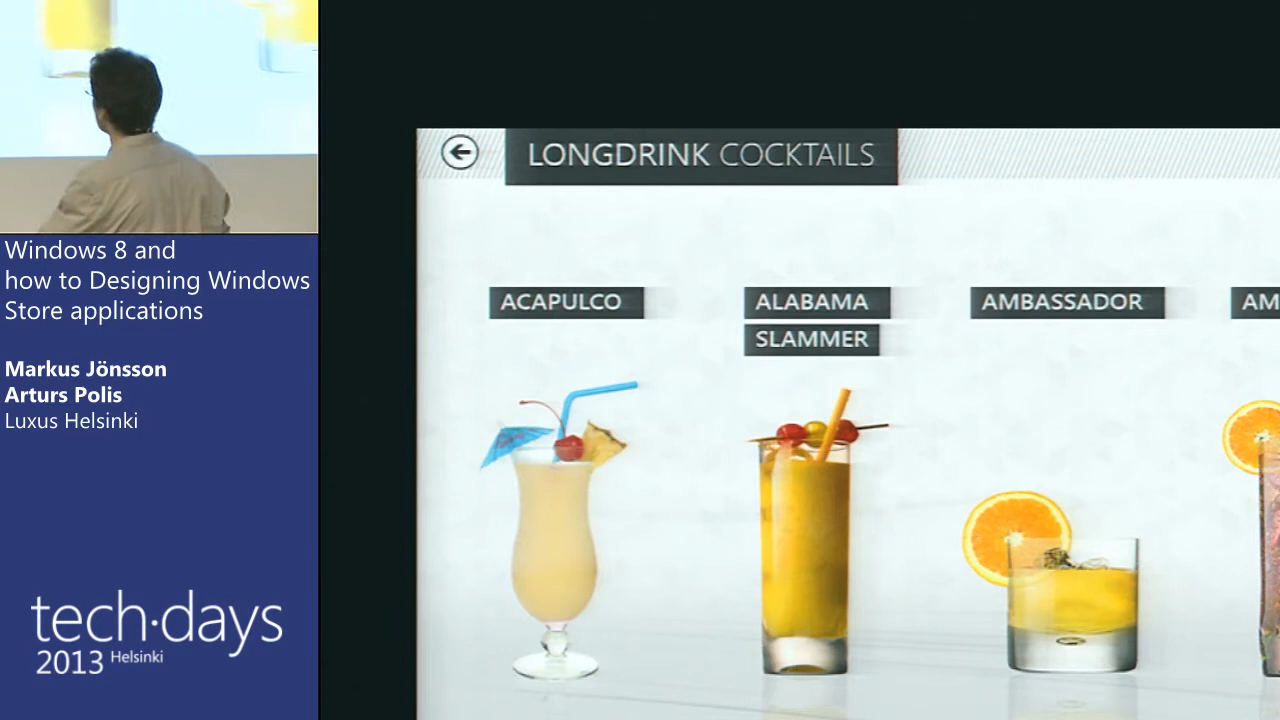 Windows 8 and
how to Designing Windows
Store applications
Markus Jönsson
Arturs Polis
Luxus Helsinki
tech·days
2013 Helsinki
LONGDRINK COCKTAILS
ACAPULCO
ALABAMA
SLAMMER
AMBASSADOR
AM